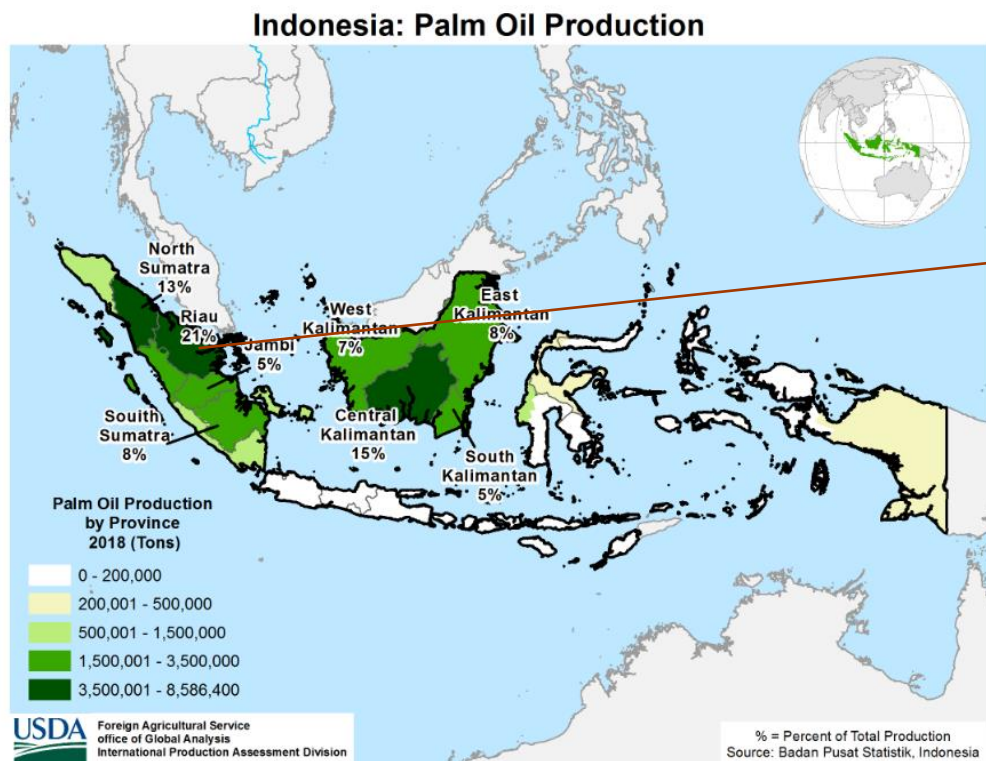 Indonesia: Palm Oil Production
North
Sumatra
13%
Riau
21%
Jambi
5%
West
Kalimantan
7%
East
Kalimantan
8%
South
Sumatra
8%
Central
Kalimantan
15%
South
Kalimantan
5%
Palm Oil Production
by Province
2018 (Tons)
0 - 200,000
200,001 - 500,000
500,001 - 1,500,000
1,500,001 - 3,500,000
3,500,001 - 8,586,400
USDA
Foreign Agricultural Service
office of Global Analysis
International Production Assessment Division
% = Percent of Total Production
Source: Badan Pusat Statistik, Indonesia